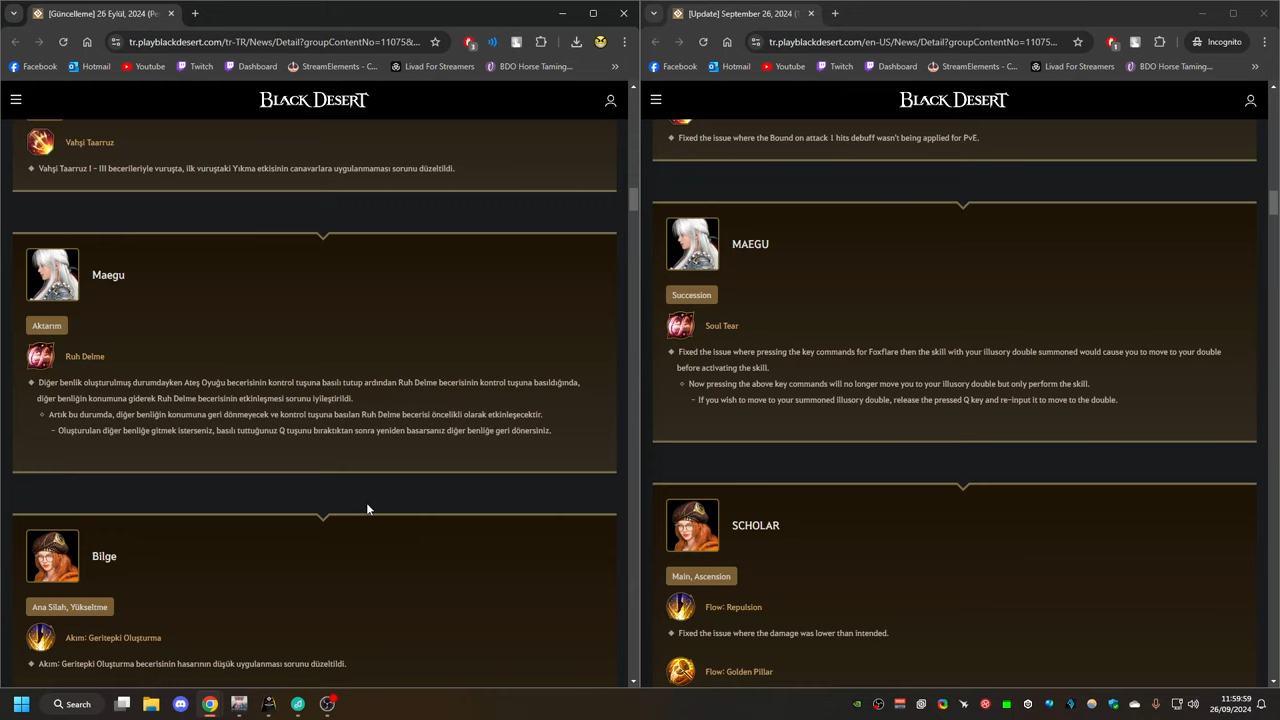 [Güncelleme] 26 Eylül, 2024 (Pe
tr.playblackdesert.com/tr-TR/News/Detail?groupContentNo=11075&...
Facebook
Hotmail
Youtube
Twitch
Dashboard
StreamElements - C...
Livad For Streamers
BDO Horse Taming...
BLACK DESERT
Vahşi Taarruz
Vahşi Taarruz I - III becerileriyle vuruşta, ilk vuruştaki Yıkma etkisinin canavarlara uygulanmaması sorunu düzeltildi.
Maegu
Aktarım
Ruh Delme
Diğer benlik oluşturulmuş durumdayken Ateş Oyuğu becerisinin kontrol tuşuna basılı tutup ardından Ruh Delme becerisinin kontrol tuşuna basıldığında,
diğer benliğin konumuna giderek Ruh Delme becerisinin etkinleşmesi sorunu iyileştirildi.
Artık bu durumda, diğer benliğin konumuna geri dönmeyecek ve kontrol tuşuna basılan Ruh Delme becerisi öncelikli olarak etkinleşecektir.
- Oluşturulan diğer benliğe gitmek isterseniz, basılı tuttuğunuz Q tuşunu bıraktıktan sonra yeniden basarsanız diğer benliğe geri dönersiniz.
Bilge
Ana Silah, Yükseltme
Akım: Geritepki Oluşturma
Akım: Geritepki Oluşturma becerisinin hasarının düşük uygulanması sorunu düzeltildi.
[Update] September 26, 2024 (T
tr.playblackdesert.com/en-US/News/Detail?groupContentNo=11075...
Incognito
Facebook
Hotmail
Youtube
Twitch
Dashboard
StreamElements - C...
Livad For Streamers
BDO Horse Taming...
BLACK DESERT
Fixed the issue where the Bound on attack 1 hits debuff wasn't being applied for PvE.
MAEGU
Succession
Soul Tear
Fixed the issue where pressing the key commands for Foxflare then the skill with your illusory double summoned would cause you to move to your double
before activating the skill.
Now pressing the above key commands will no longer move you to your illusory double but only perform the skill.
- If you wish to move to your summoned illusory double, release the pressed Q key and re-input it to move to the double.
SCHOLAR
Main, Ascension
Flow: Repulsion
Fixed the issue where the damage was lower than intended.
Flow: Golden Pillar
Search
11:59:59
26/09/2024